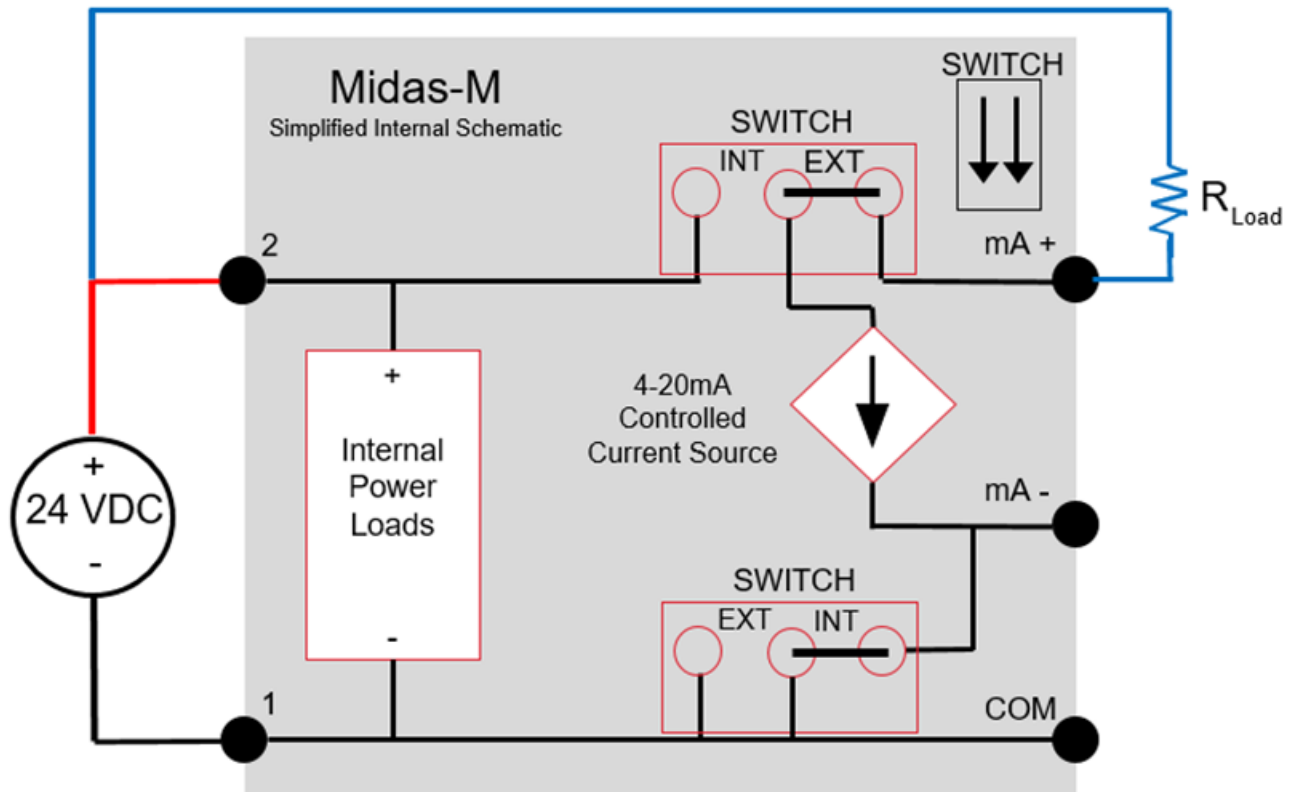 Midas-M
Simplified Internal Schematic
SWITCH
SWITCH
INT EXT
R Load
2
mA +
+
Internal
Power
Loads
-
4-20mA
Controlled
Current Source
+
24 VDC
-
mA -
SWITCH
EXT INT
1
COM